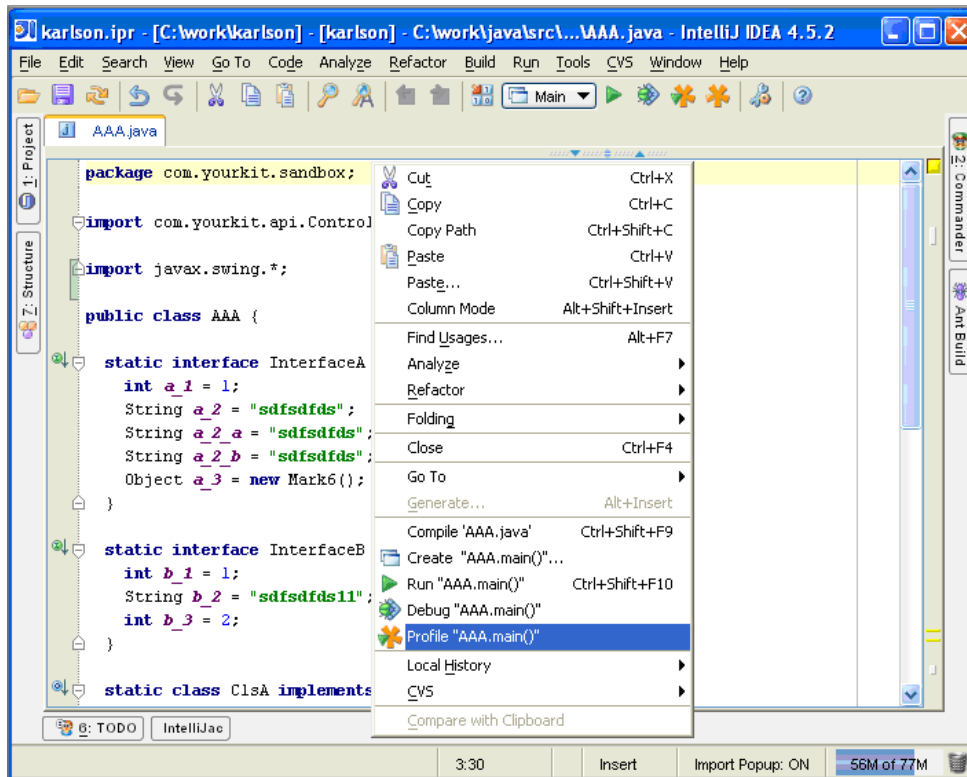 karlson.ipr - [C:\work\karlson] - [karlson] - C:\work\java\src\...\AAA.java - IntelliJ IDEA 4.5.2
File Edit Search View Go To Code Analyze Refactor Build Run Tools CVS Window Help
Main
1: Project
7: Structure
AAA.java
package com.yourkit.sandbox;
import com.yourkit.api.Control
import javax.swing.*;
public class AAA {
static interface InterfaceA
int a_1 = 1;
String a_2 = "sdfsdfds";
String a_2_a = "sdfsdfds";
String a_2_b = "sdfsdfds";
Object a_3 = new Mark6();
}
static interface InterfaceB
int b_1 = 1;
String b_2 = "sdfsdfds11";
int b_3 = 2;
}
static class ClsA implements
Cut Ctrl+X
Copy Ctrl+C
Copy Path Ctrl+Shift+C
Paste Ctrl+V
Paste... Ctrl+Shift+V
Column Mode Alt+Shift+Insert
Find Usages... Alt+F7
Analyze
Refactor
Folding
Close Ctrl+F4
Go To
Generate... Alt+Insert
Compile 'AAA.java' Ctrl+Shift+F9
Create "AAA.main()"...
Run "AAA.main()" Ctrl+Shift+F10
Debug "AAA.main()"
Profile "AAA.main()"
Local History
CVS
Compare with Clipboard
2: Commander
Ant Build
6: TODO IntelliJac
3:30 Insert Import Popup: ON 56M of 77M